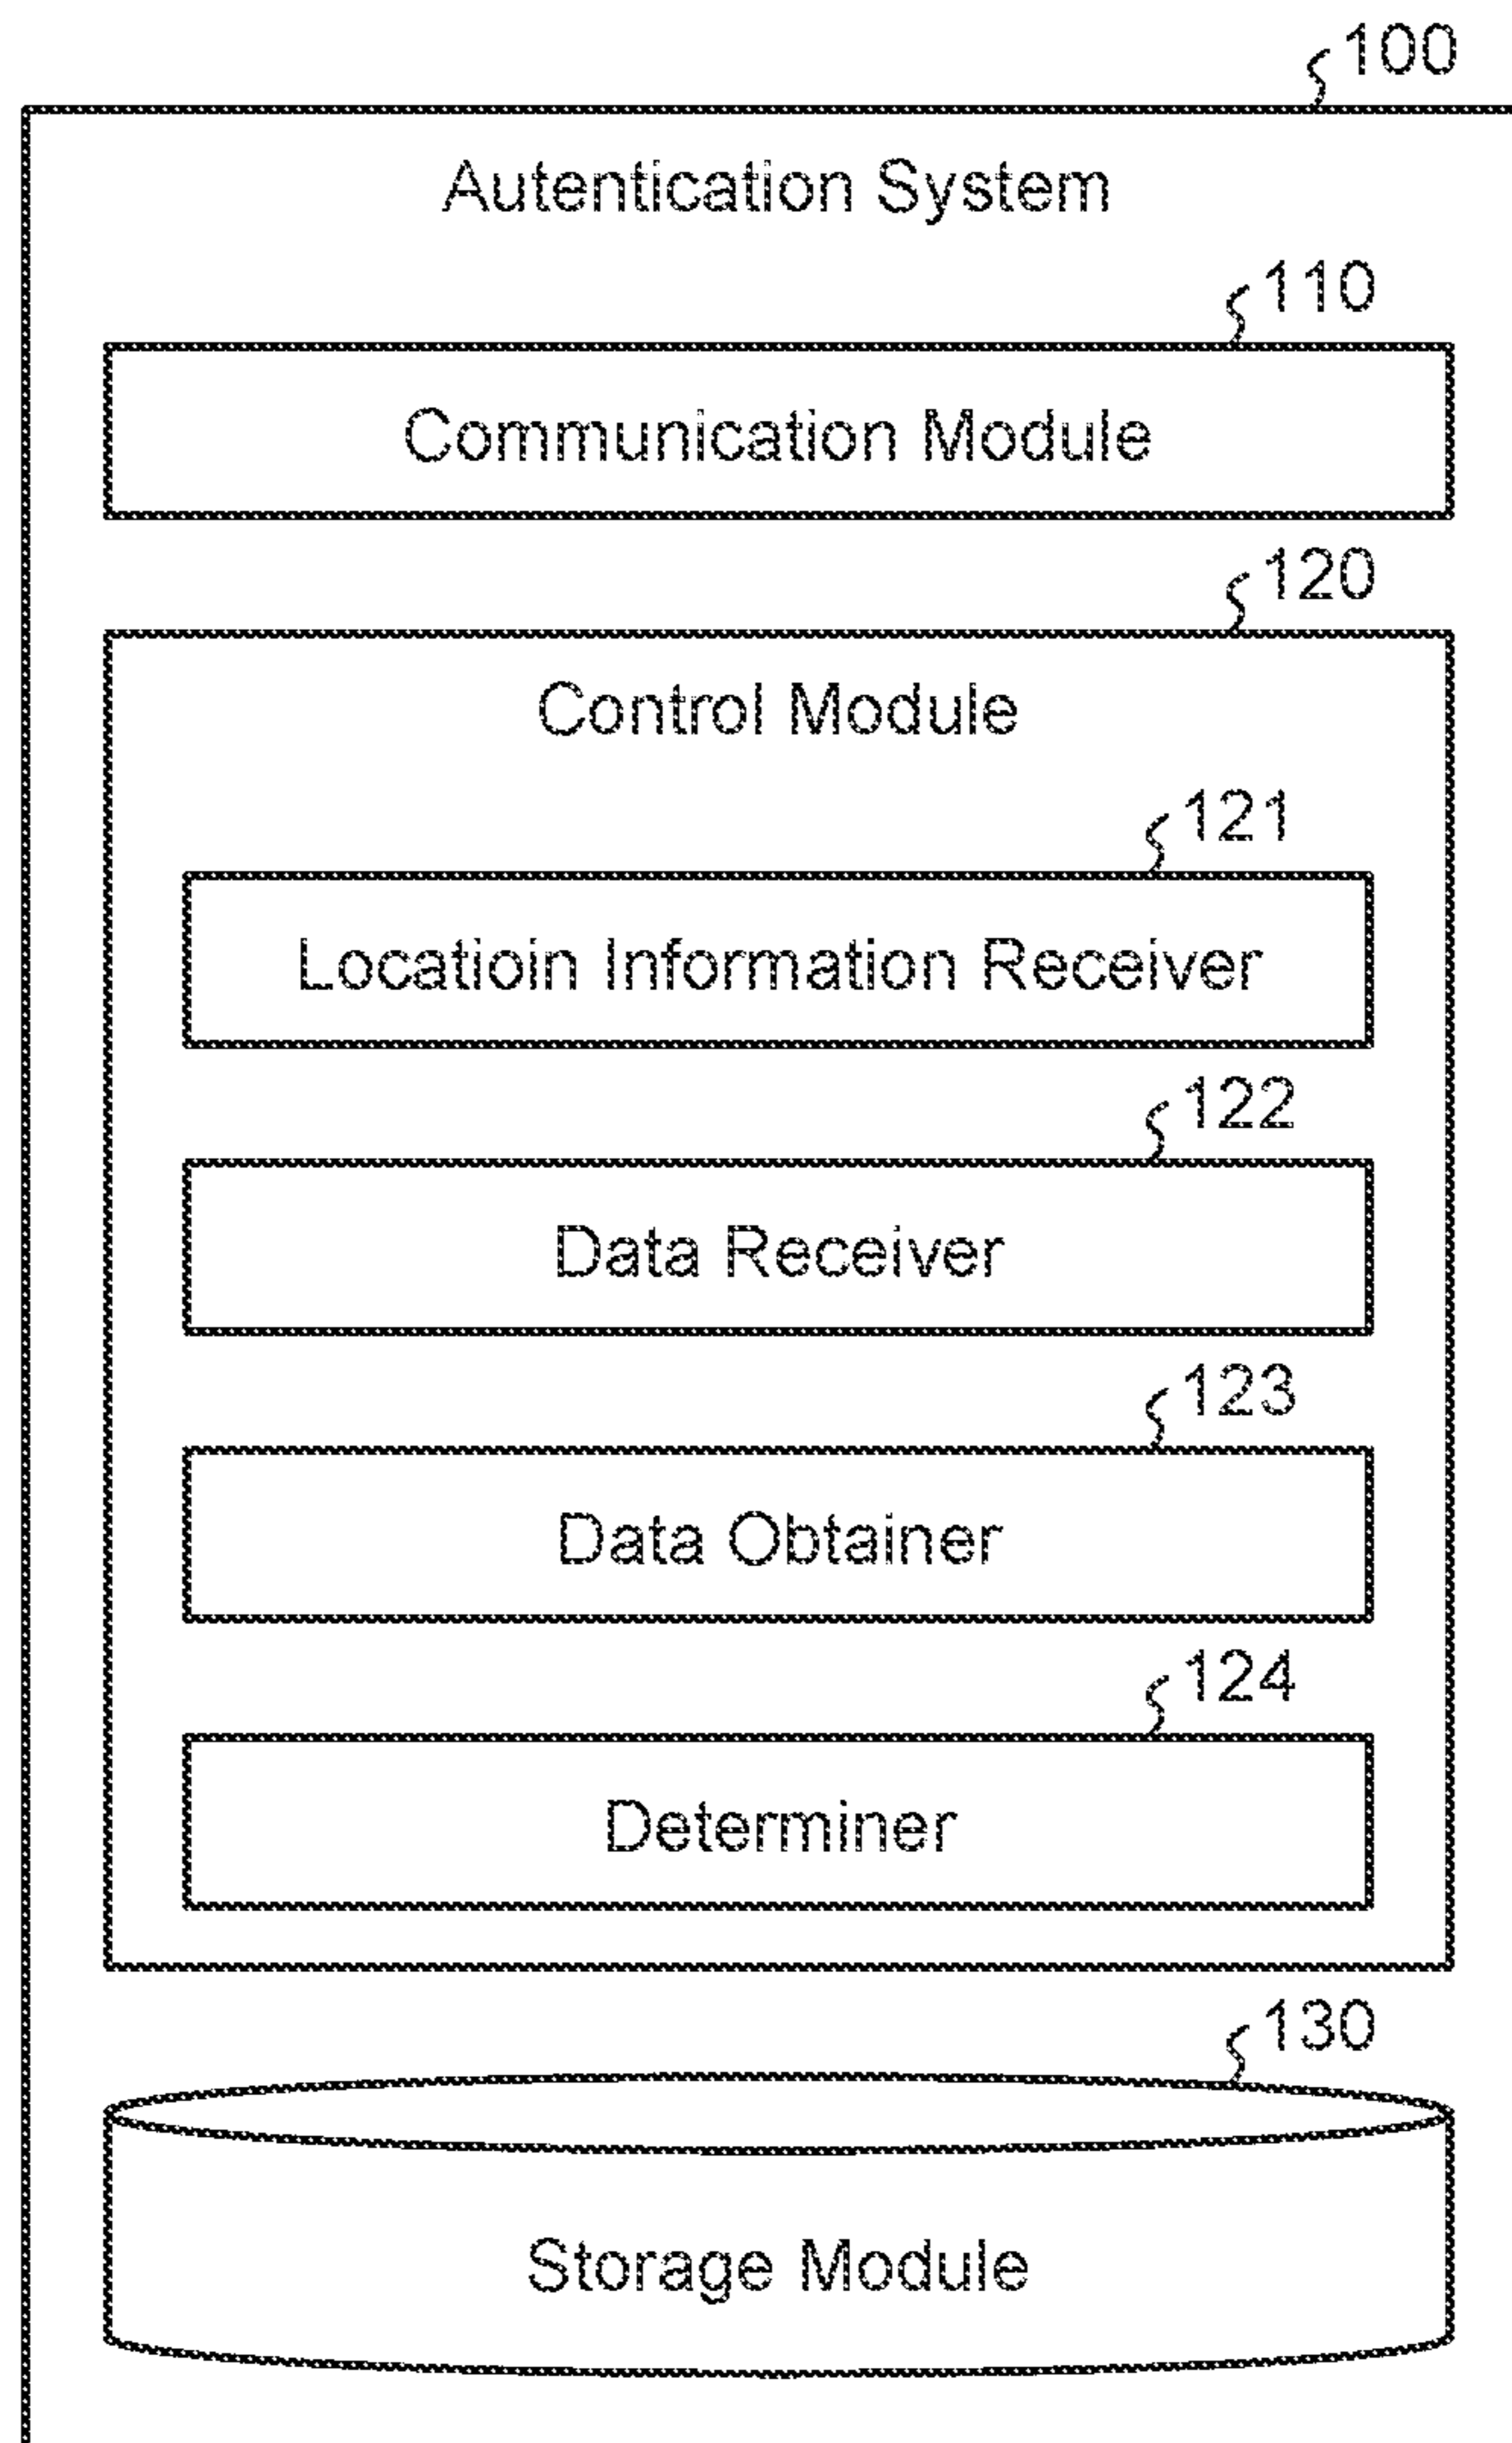 100
Autentication System
110
Communication Module
120
Control Module
121
Locatioin Information Receiver
122
Data Receiver
123
Data Obtainer
124
Determiner
130
Storage Module